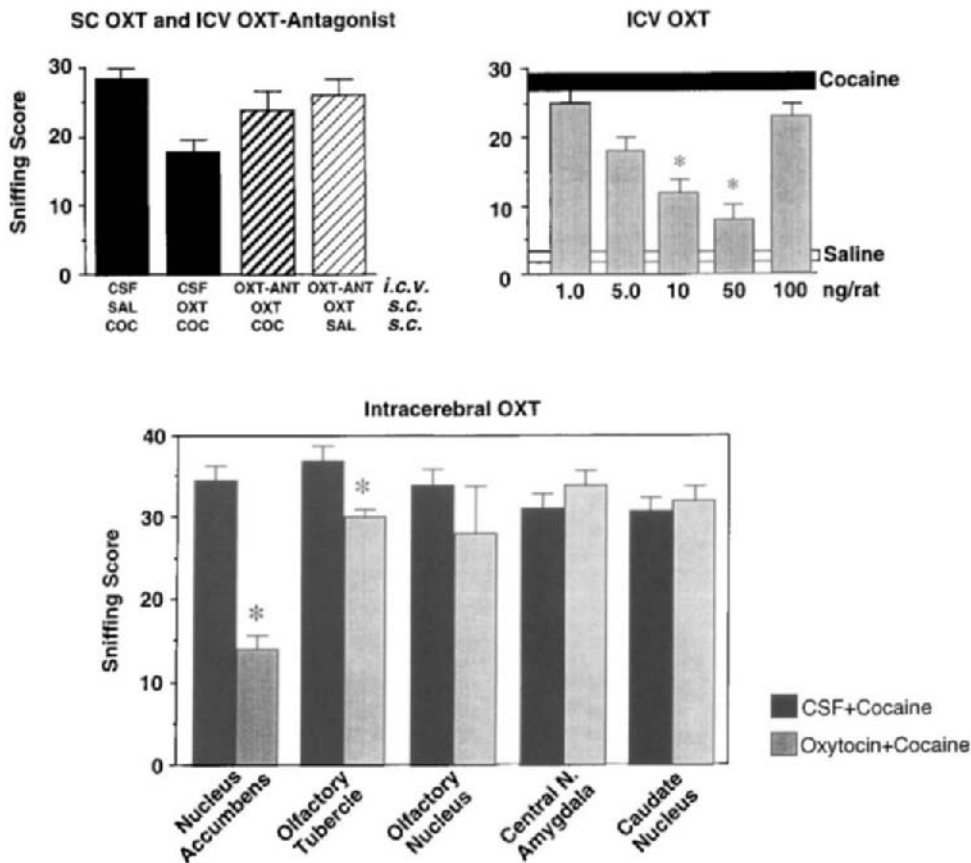 SC OXT and ICV OXT-Antagonist
30
20
10
0
Sniffing Score
CSF CSF OXT-ANT OXT-ANT i.c.v.
SAL OXT OXT OXT s.c.
COC COC COC SAL s.c.
ICV OXT
30
20
10
0
Cocaine
* *
Saline
1.0 5.0 10 50 100 ng/rat
Intracerebral OXT
40
30
20
10
0
Sniffing Score
* *
Nucleus
Accumbens
Olfactory
Tubercie
Olfactory
Nucleus
Central N.
Amygdala
Caudate
Nucleus
CSF+Cocaine
Oxytocin+Cocaine